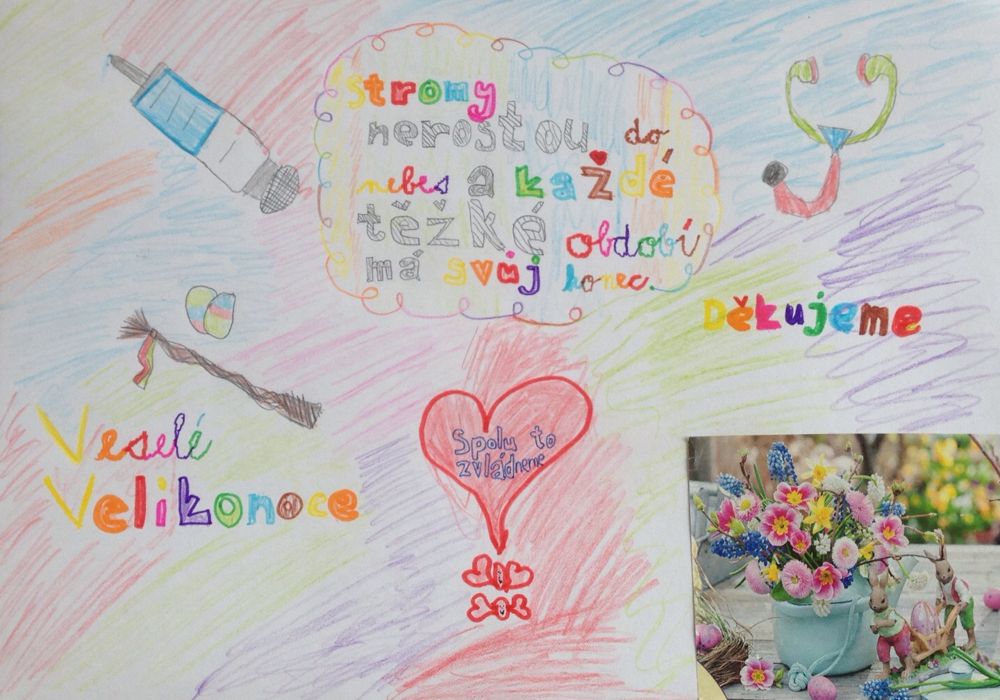 Stromy
nerostou do
nebes a každé
těžké období
má svůj konec.
Děkujeme
Veselé
Velikonoce
Spolu to
zvládneme